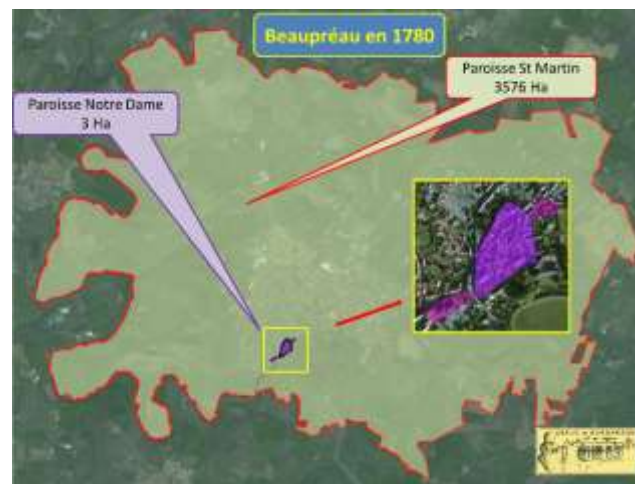 Beaupréau en 1780
Paroisse St Martin
3576 Ha
Paroisse Notre Dame
3 Ha